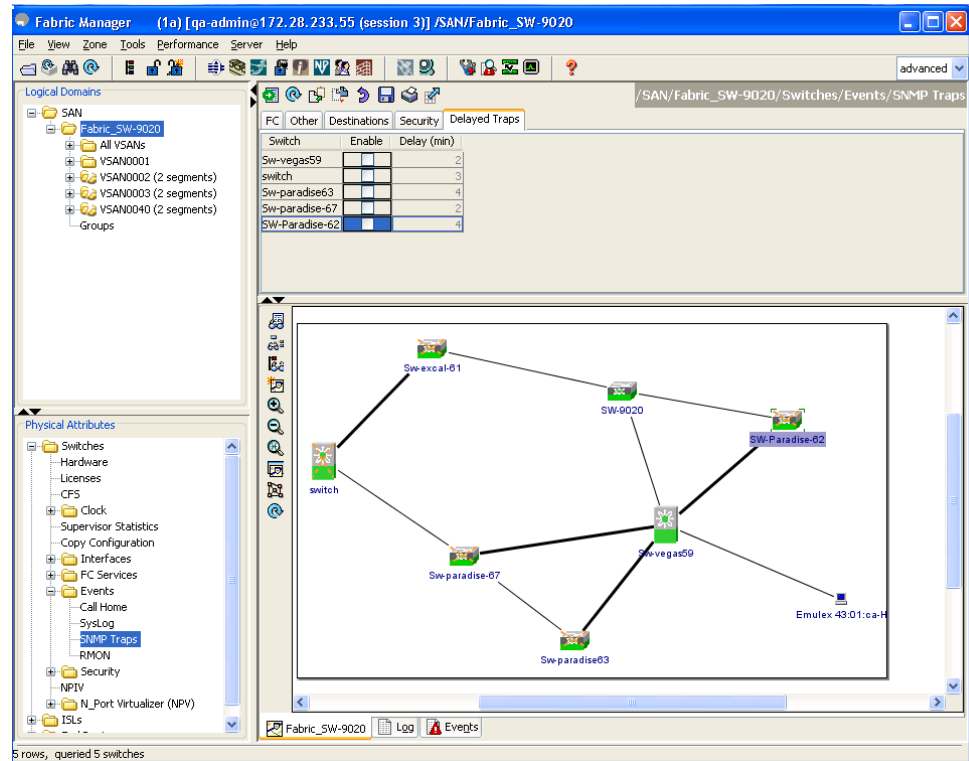 Fabric Manager (1a) [qa-admin@172.28.233.55 (session 3)] /SAN/Fabric_SW-9020
File View Zone Tools Performance Server Help
advanced
Logical Domains
SAN
Fabric_SW-9020
All VSANs
VSAN0001
VSAN0002 (2 segments)
VSAN0003 (2 segments)
VSAN0040 (2 segments)
Groups
/SAN/Fabric_SW-9020/Switches/Events/SNMP Traps
FC Other Destinations Security Delayed Traps
Switch Enable Delay (min)
Sw-vegas59 2
switch 3
Sw-paradise63 4
Sw-paradise-67 2
SW-Paradise-62 4
Physical Attributes
Switches
Hardware
Licenses
CFS
Clock
Supervisor Statistics
Copy Configuration
Interfaces
FC Services
Events
Call Home
SysLog
SNMP Traps
RMON
Security
NPIV
N_Port Virtualizer (NPV)
ISLs
Sw-excal-61
SW-9020
SW-Paradise-62
switch
Sw-vegas59
Sw-paradise-67
Emulex 43:01:ca-H
Sw-paradise63
Fabric_SW-9020 Log Events
5 rows, queried 5 switches